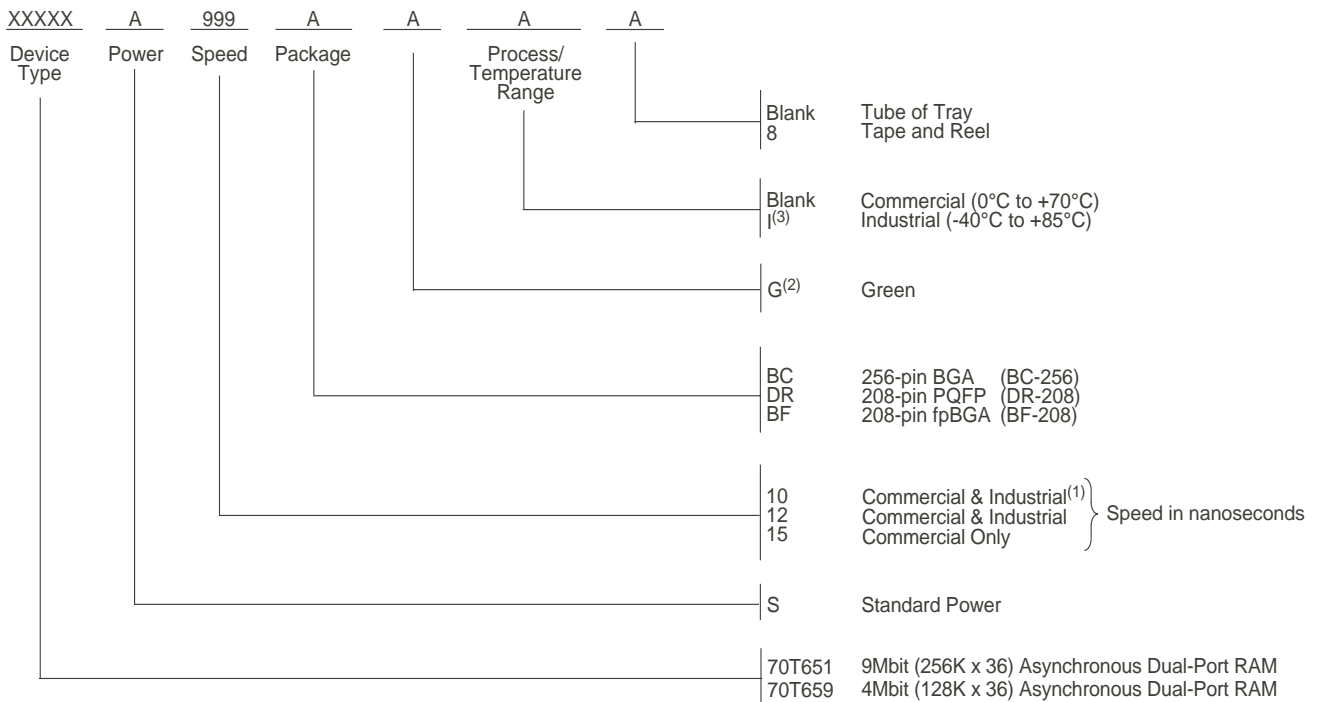 XXXXX A 999 A A A A
Device Type Power Speed Package Process/ Temperature Range
Blank Tube of Tray
8 Tape and Reel
Blank Commercial (0°C to +70°C)
I(3) Industrial (-40°C to +85°C)
G(2) Green
BC 256-pin BGA (BC-256)
DR 208-pin PQFP (DR-208)
BF 208-pin fpBGA (BF-208)
10 Commercial & Industrial(1)
12 Commercial & Industrial Speed in nanoseconds
15 Commercial Only
S Standard Power
70T651 9Mbit (256K x 36) Asynchronous Dual-Port RAM
70T659 4Mbit (128K x 36) Asynchronous Dual-Port RAM